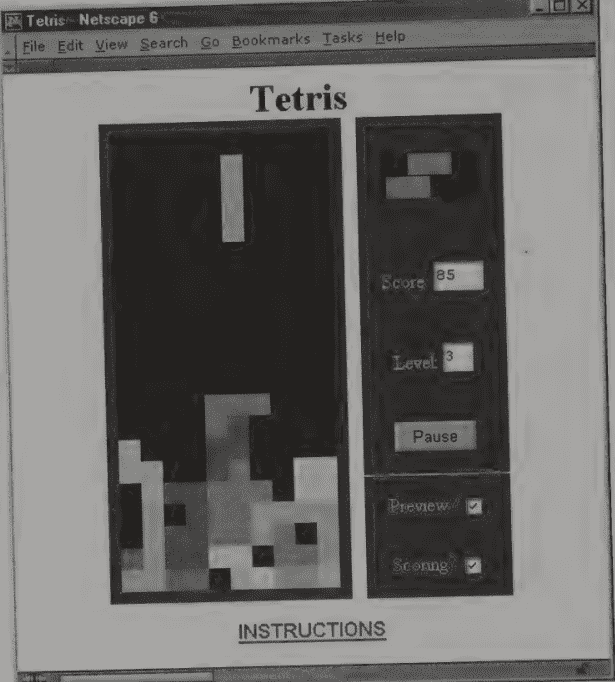 Tetris - Netscape 6
File Edit View Search Go Bookmarks Tasks Help
Tetris
Score 85
Level 3
Pause
Preview?
Scoring?
INSTRUCTIONS